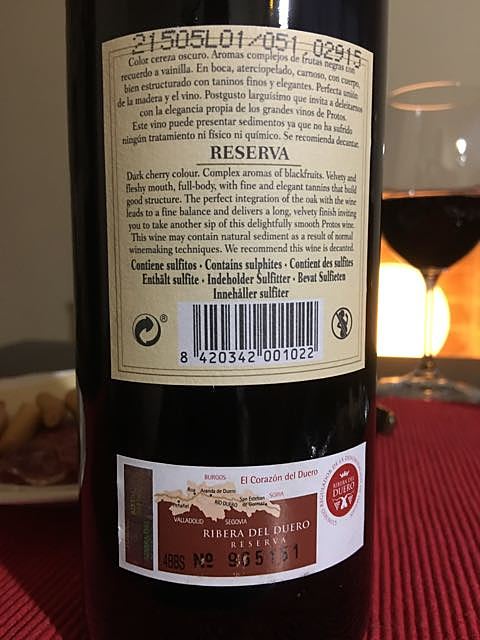 21505L01/051 02915
Color cereza oscuro. Aromas complejos de frutas negras con
recuerdo a vainilla. En boca, aterciopelado, carnoso, con cuerpo,
bien estructurado con taninos finos y elegantes. Perfecta unión
de la madera y el vino. Postgusto larguísimo que invita a deleitarnos
con la elegancia propia de los grandes vinos de Protos.
Este vino puede presentar sedimentos ya que no ha sufrido
ningún tratamiento ni físico ni químico. Se recomienda decantar.
RESERVA
Dark cherry colour. Complex aromas of blackfruits. Velvety and
fleshy mouth, full-body, with fine and elegant tannins that build
good structure. The perfect integration of the oak with the wine
leads to a fine balance and delivers a long, velvety finish inviting
you to take another sip of this delightfully smooth Protos wine.
This wine may contain natural sediment as a result of normal
winemaking techniques. We recommend this wine is decanted.
Contiene sulfitos · Contains sulphites · Contient des sulfites
Enthält sulfite · Indeholder Sulfitter · Bevat Sulfieten
Innehåller sulfiter
8 420342 001022
El Corazón del Duero
BURGOS
SORIA
Aranda de Duero
RIO DUERO
San Esteban
de Gormaz
VALLADOLID
SEGOVIA
RIBERA DEL DUERO
RESERVA
4BBS Nº
RIBERA DEL
DUERO